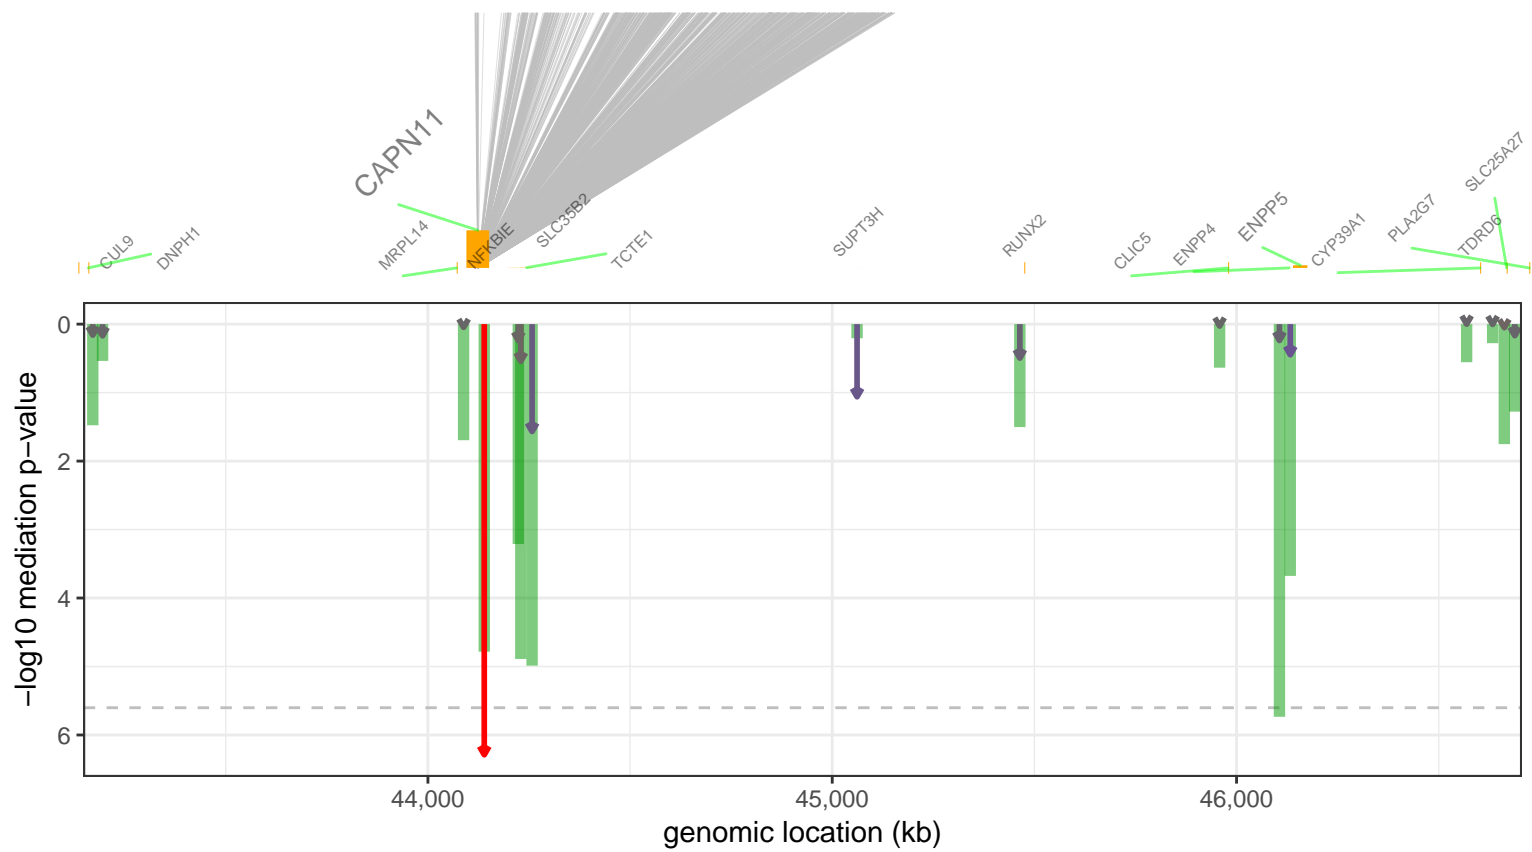 SLC25A27
CAPN11
CUL9
DNPH1
MRPL14
NFKBIE
SLC35B2
TCTE1
SUPT3H
RUNX2
CLIC5
ENPP4
ENPP5
CYP39A1
PLA2G7
TDRD6
−log10 mediation p−value
0
2
4
6
44,000
45,000
46,000
genomic location (kb)